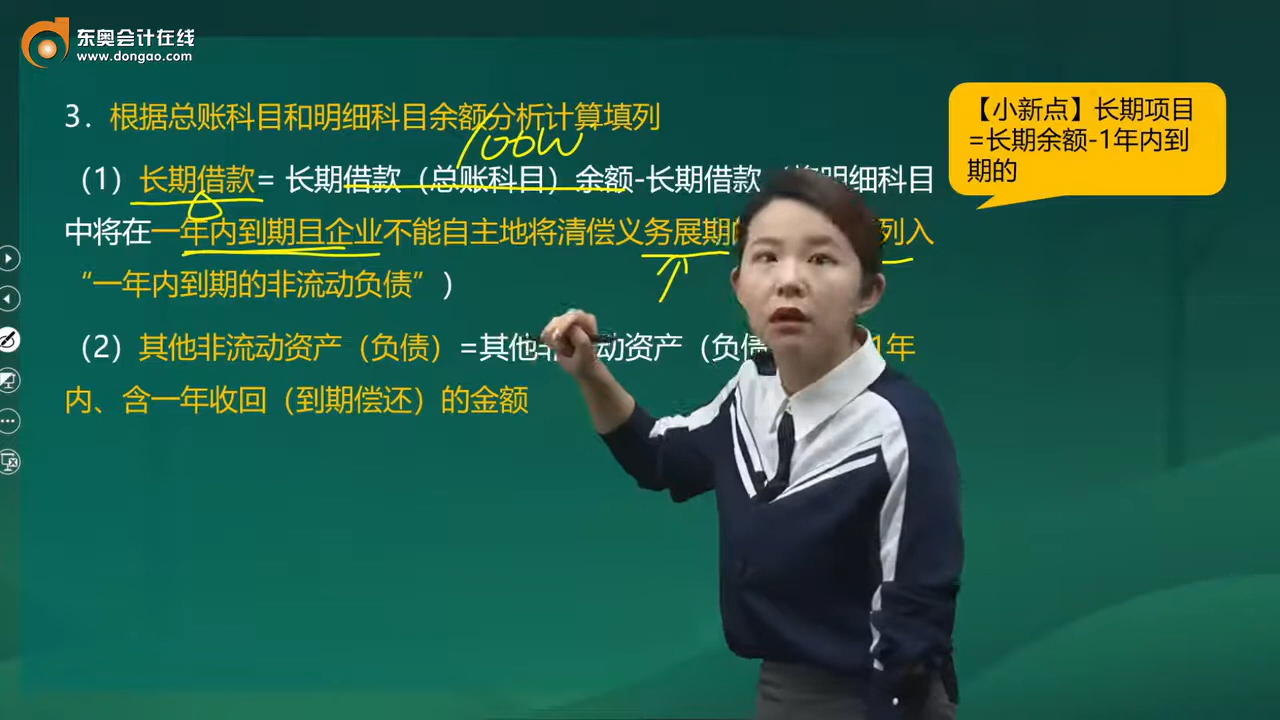 东奥会计在线
www.dongao.com
3. 根据总账科目和明细科目余额分析计算填列
100W
(1) 长期借款= 长期借款(总账科目)余额-长期借款 明细科目
中将在一年内到期且企业不能自主地将清偿义务展期 列入
“一年内到期的非流动负债” )
(2) 其他非流动资产(负债)=其他非流动资产(负债 1年
内、含一年收回(到期偿还)的金额
【小新点】长期项目
=长期余额-1年内到
期的